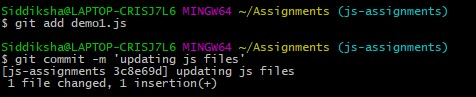 Siddiksha@LAPTOP-CRISJ7L6 MINGW64 ~/Assignments (js-assignments)
$ git add demo1.js
Siddiksha@LAPTOP-CRISJ7L6 MINGW64 ~/Assignments (js-assignments)
$ git commit -m 'updating js files'
[js-assignments 3c8e69d] updating js files
 1 file changed, 1 insertion(+)